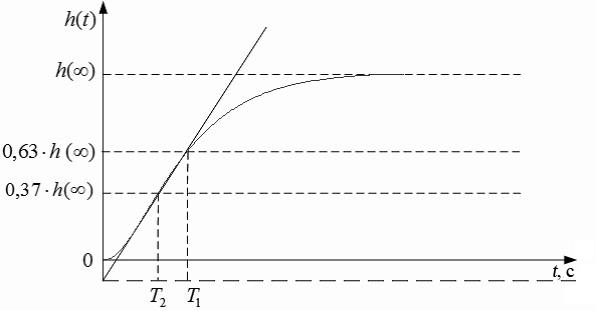 h(t)
h(∞)
0,63·h (∞)
0,37·h(∞)
0
t, c
T₂
T₁